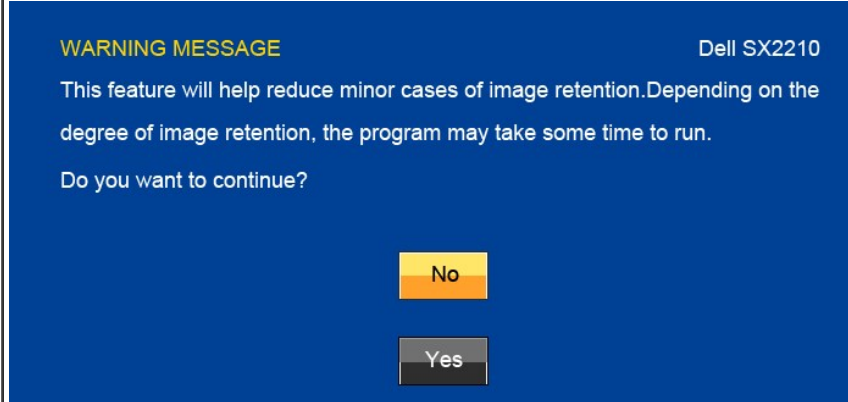 WARNING MESSAGE Dell SX2210
This feature will help reduce minor cases of image retention.Depending on the
degree of image retention, the program may take some time to run.
Do you want to continue?
No
Yes